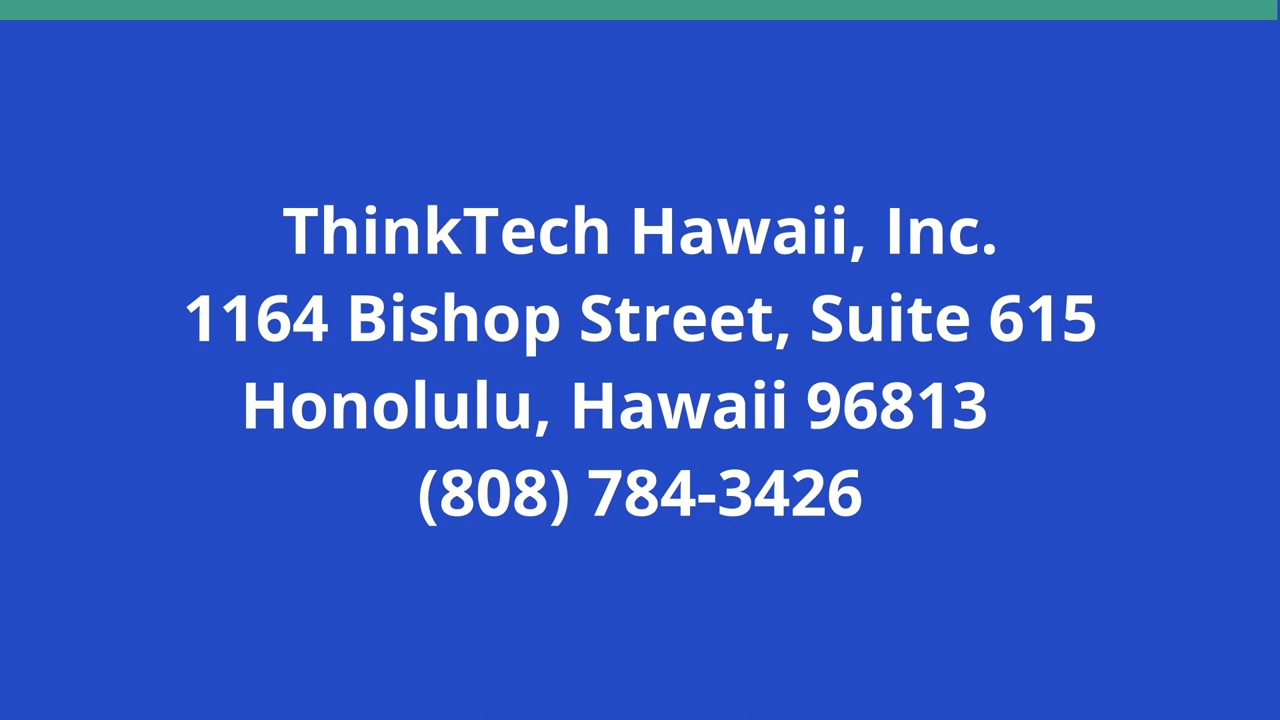 ThinkTech Hawaii, Inc.
1164 Bishop Street, Suite 615
Honolulu, Hawaii 96813
(808) 784-3426